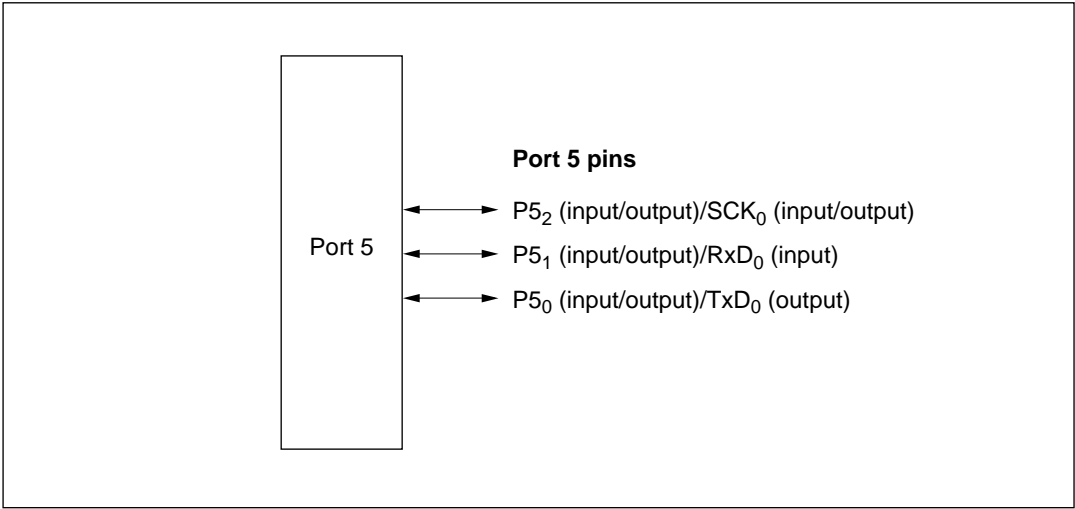 Port 5 pins
P5₂ (input/output)/SCK₀ (input/output)
Port 5
P5₁ (input/output)/RxD₀ (input)
P5₀ (input/output)/TxD₀ (output)